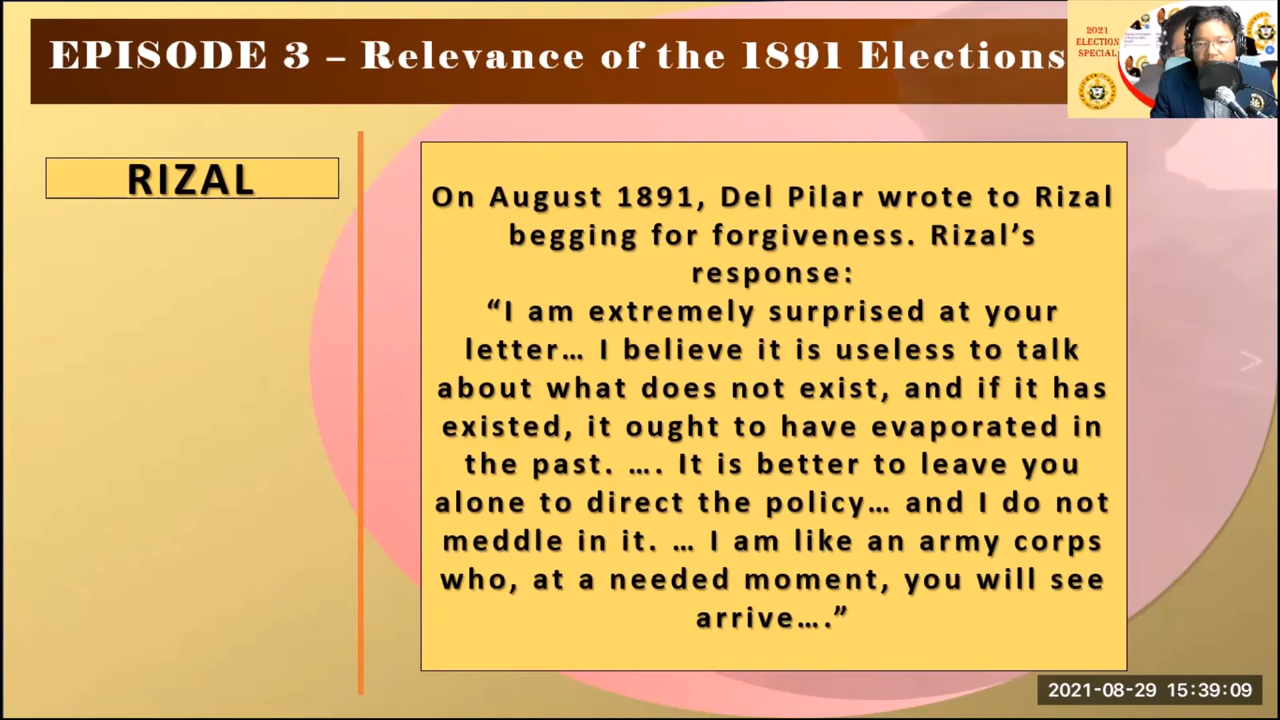 EPISODE 3 – Relevance of the 1891 Elections
2021
ELECTION
SPECIAL
RIZAL
On August 1891, Del Pilar wrote to Rizal
begging for forgiveness. Rizal’s
response:
“I am extremely surprised at your
letter… I believe it is useless to talk
about what does not exist, and if it has
existed, it ought to have evaporated in
the past. …. It is better to leave you
alone to direct the policy… and I do not
meddle in it. … I am like an army corps
who, at a needed moment, you will see
arrive….”
2021-08-29 15:39:09